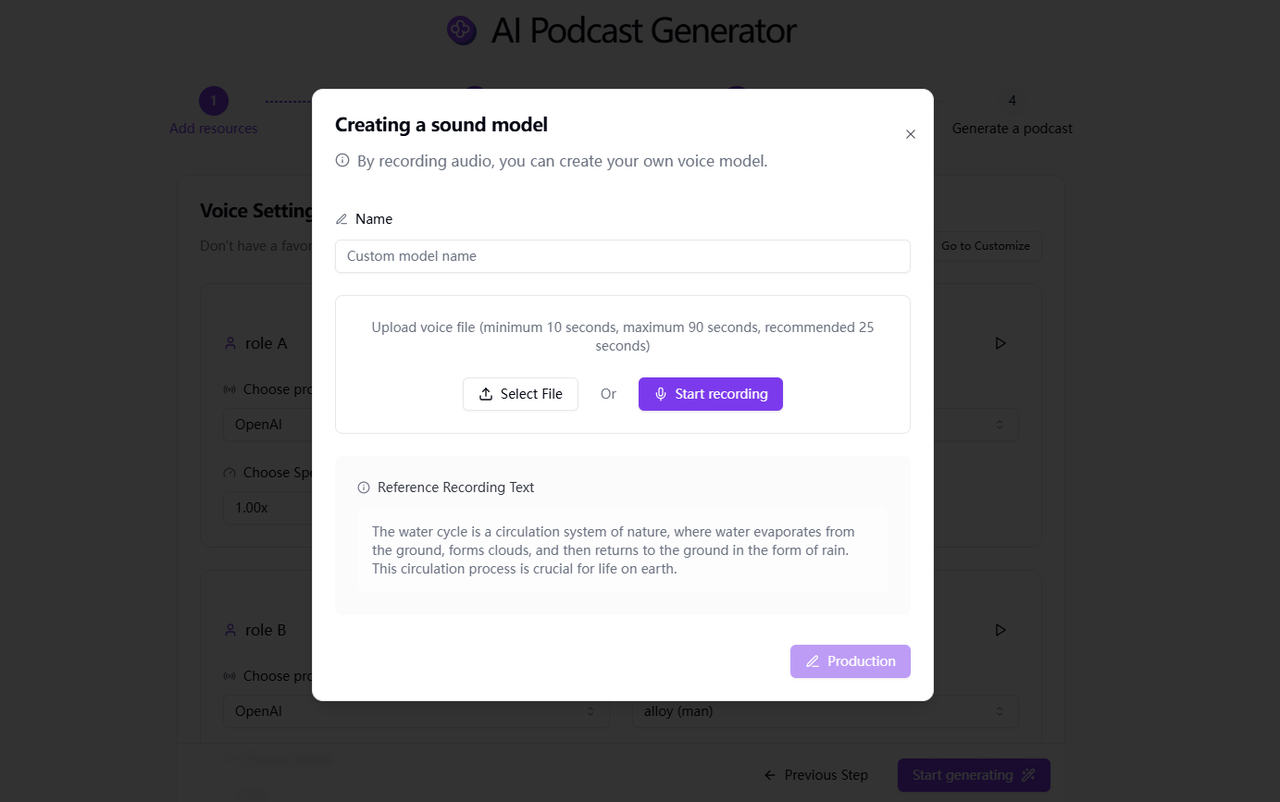 AI Podcast Generator
1
4
Add resources
Generate a podcast
Creating a sound model
By recording audio, you can create your own voice model.
Voice Setting
Don't have a favor
Go to Customize
Name
Custom model name
Upload voice file (minimum 10 seconds, maximum 90 seconds, recommended 25
seconds)
Select File
Or
Start recording
role A
Choose pro
OpenAI
Choose Spe
1.00x
Reference Recording Text
The water cycle is a circulation system of nature, where water evaporates from
the ground, forms clouds, and then returns to the ground in the form of rain.
This circulation process is crucial for life on earth.
role B
Choose pro
OpenAI
alloy (man)
Production
Previous Step
Start generating